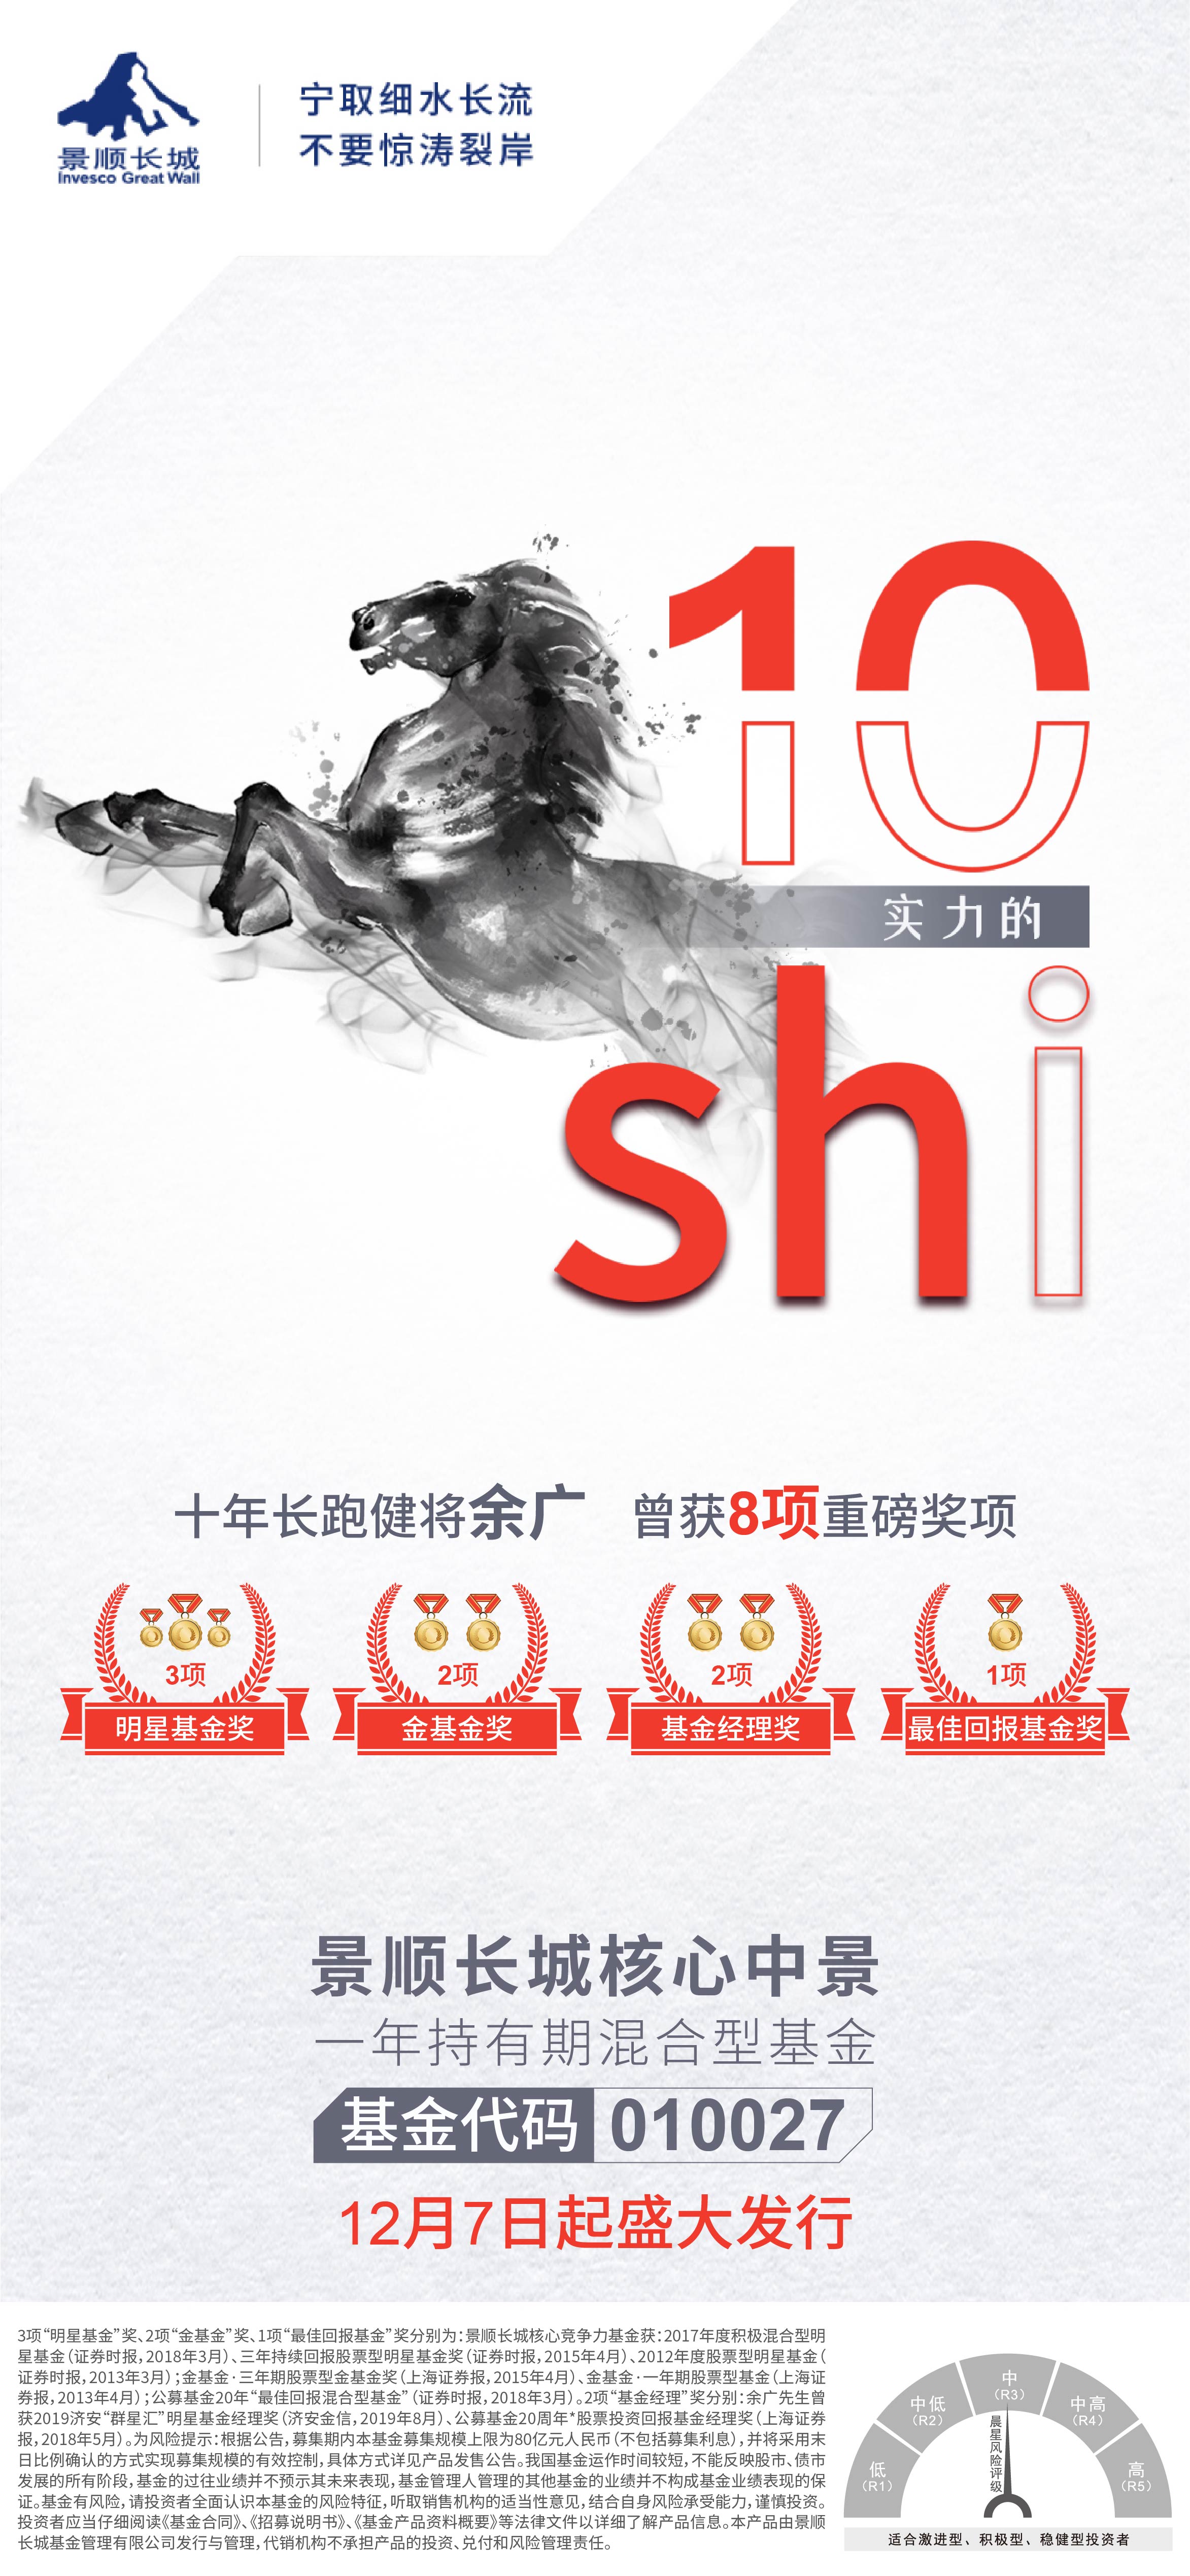 景顺长城
Invesco Great Wall
宁取细水长流
不要惊涛裂岸
10
实力的
shi
十年长跑健将余广 曾获8项重磅奖项
3项
明星基金奖
2项
金基金奖
2项
基金经理奖
1项
最佳回报基金奖
景顺长城核心中景
一年持有期混合型基金
基金代码 010027
12月7日起盛大发行
3项“明星基金”奖、2项“金基金”奖、1项“最佳回报基金”奖分别为：景顺长城核心竞争力基金获：2017年度积极混合型明
星基金（证券时报，2018年3月）、三年持续回报股票型明星基金奖（证券时报，2015年4月）、2012年度股票型明星基金（
证券时报，2013年3月）；金基金·三年期股票型金基金奖（上海证券报，2015年4月）、金基金·一年期股票型基金（上海证
券报，2013年4月）；公募基金20年“最佳回报混合型基金”（证券时报，2018年3月）。2项“基金经理”奖分别：余广先生曾
获2019济安“群星汇”明星基金经理奖（济安金信，2019年8月）、公募基金20周年*股票投资回报基金经理奖（上海证券
报，2018年5月）。为风险提示：根据公告，募集期内本基金募集规模上限为80亿元人民币（不包括募集利息），并将采用末
日比例确认的方式实现募集规模的有效控制，具体方式详见产品发售公告。我国基金运作时间较短，不能反映股市、债市
发展的所有阶段，基金的过往业绩并不预示其未来表现，基金管理人管理的其他基金的业绩并不构成基金业绩表现的保
证。基金有风险，请投资者全面认识本基金的风险特征，听取销售机构的适当性意见，结合自身风险承受能力，谨慎投资。
投资者应当仔细阅读《基金合同》、《招募说明书》、《基金产品资料概要》等法律文件以详细了解产品信息。本产品由景顺
长城基金管理有限公司发行与管理，代销机构不承担产品的投资、兑付和风险管理责任。
低
（R1）
中低
（R2）
中
（R3）
中高
（R4）
高
（R5）
晨星风险评级
适合激进型、积极型、稳健型投资者